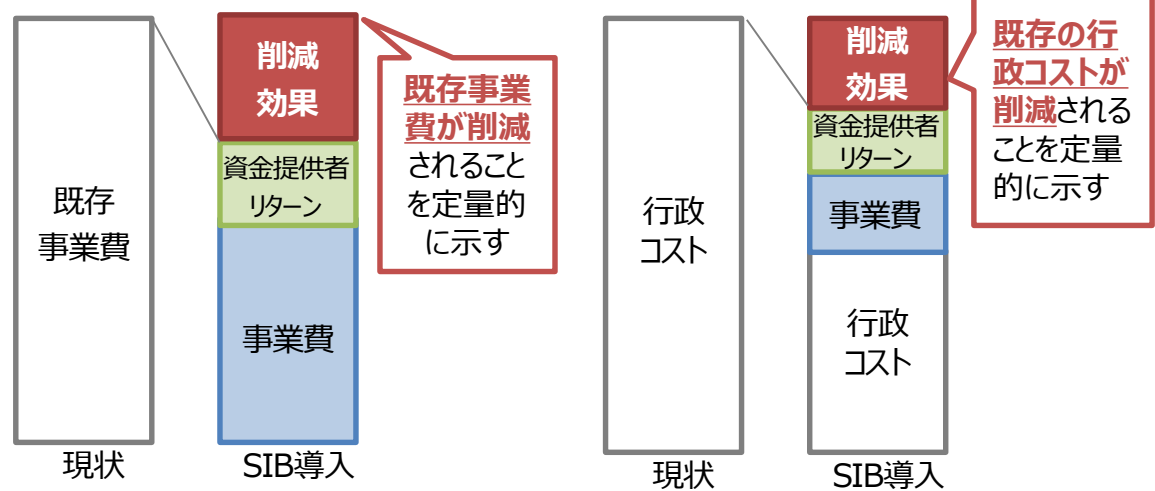 既存
事業費
現状
削減
効果
資金提供者
リターン
事業費
SIB導入
既存事業
費が削減
されること
を定量的
に示す
行政
コスト
現状
削減
効果
資金提供者
リターン
事業費
行政
コスト
SIB導入
既存の行
政コストが
削減される
ことを定量
的に示す